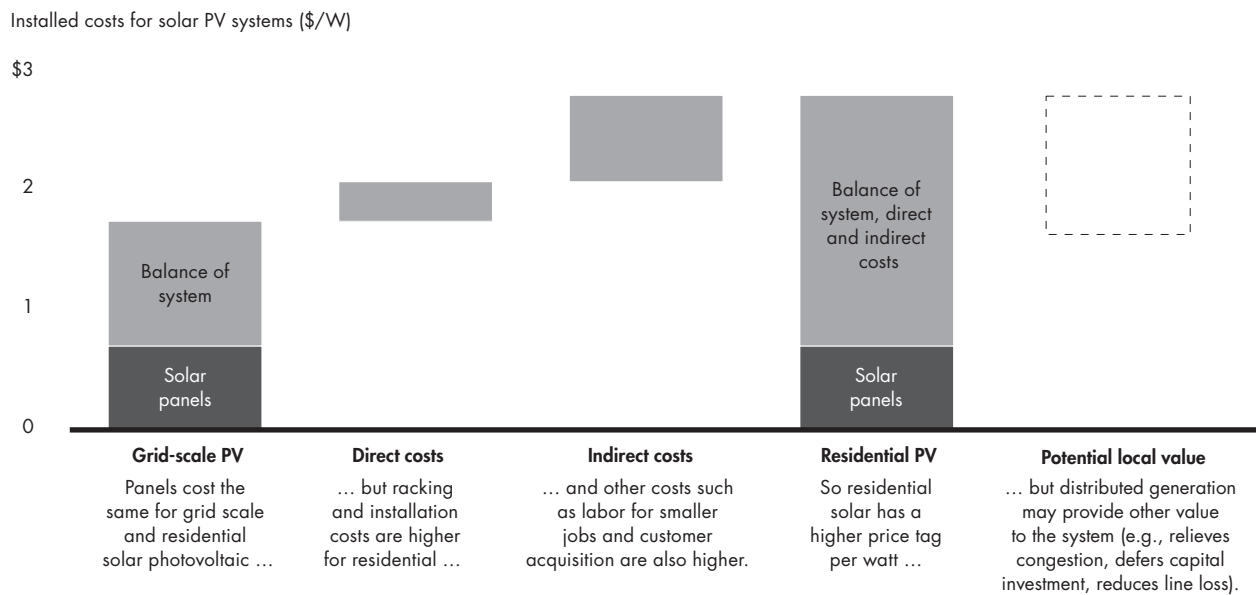 Installed costs for solar PV systems ($/W)
$3
2
1
0
Balance of
system
Solar
panels
Balance of
system, direct
and indirect
costs
Solar
panels
Grid-scale PV
Panels cost the
same for grid scale
and residential
solar photovoltaic …
Direct costs
… but racking
and installation
costs are higher
for residential …
Indirect costs
… and other costs such
as labor for smaller
jobs and customer
acquisition are also higher.
Residential PV
So residential
solar has a
higher price tag
per watt …
Potential local value
… but distributed generation
may provide other value
to the system (e.g., relieves
congestion, defers capital
investment, reduces line loss).